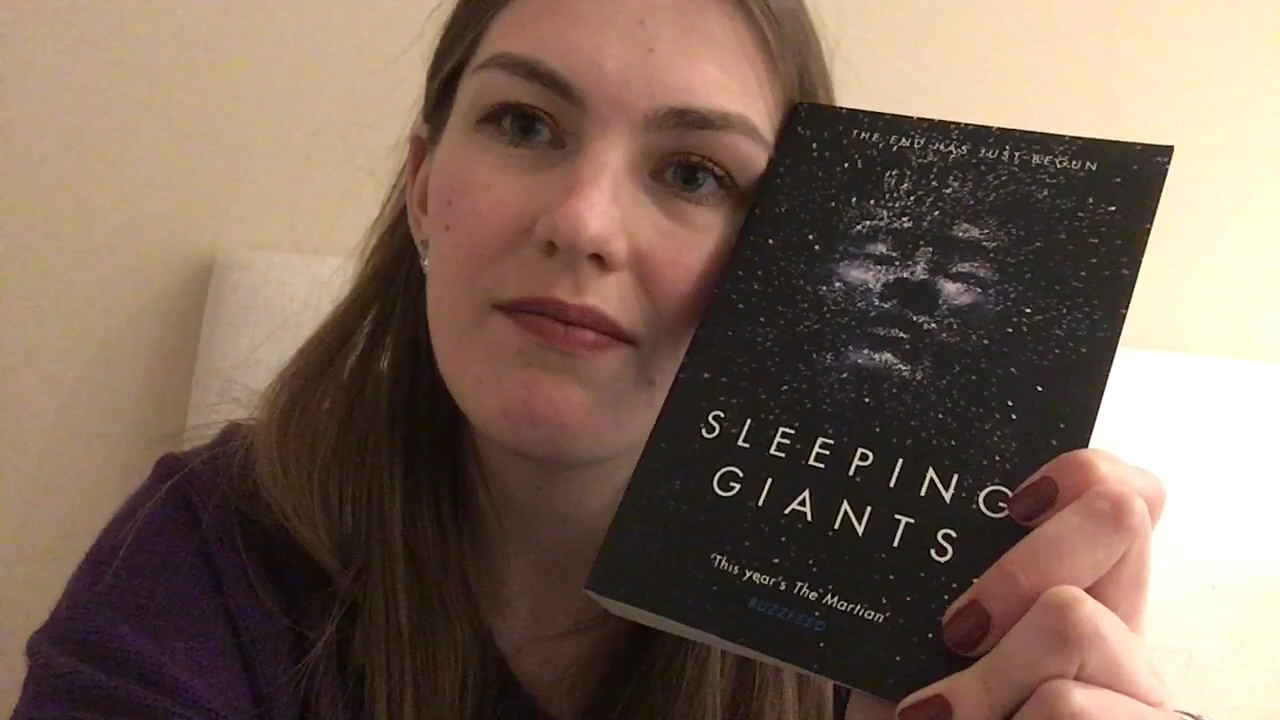 THE END HAS JUST BEGUN
SLEEPING
GIANTS
'This year's The Martian'
BUZZFEED